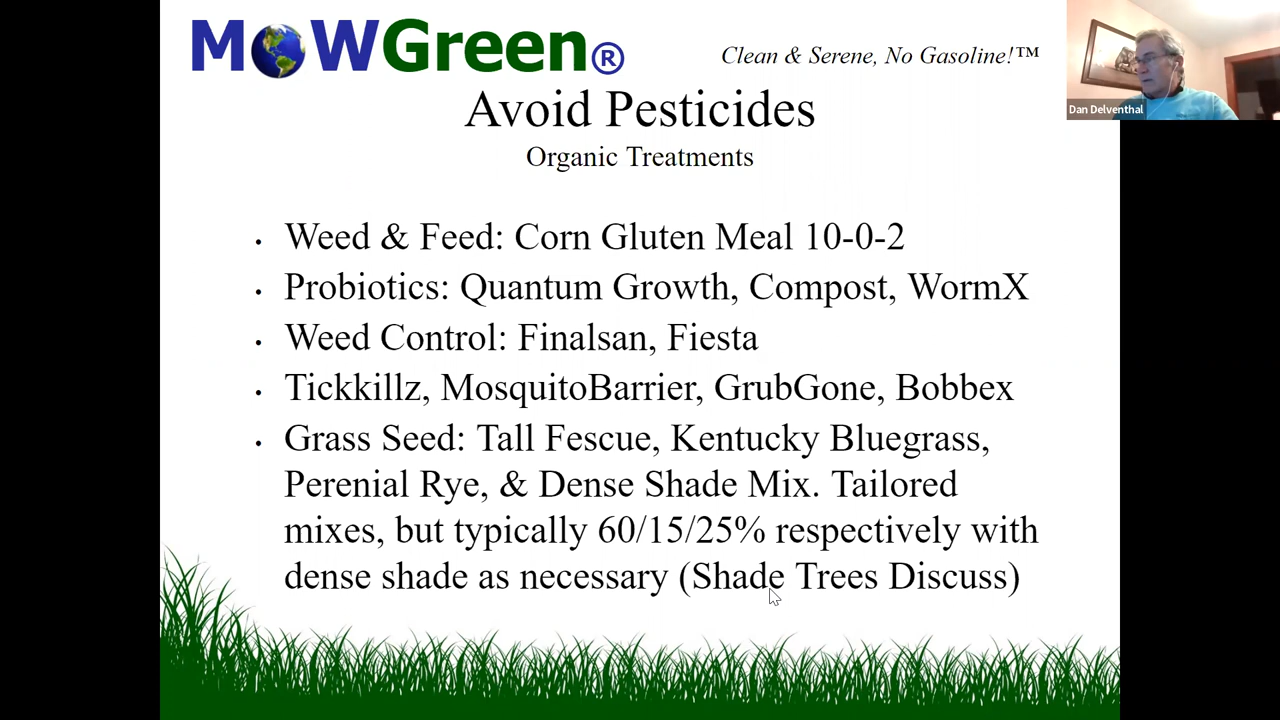 MOWGreen®
Clean & Serene, No Gasoline!™
Dan Delventhal
Avoid Pesticides
Organic Treatments
• Weed & Feed: Corn Gluten Meal 10-0-2
• Probiotics: Quantum Growth, Compost, WormX
• Weed Control: Finalsan, Fiesta
• Tickkillz, MosquitoBarrier, GrubGone, Bobbex
• Grass Seed: Tall Fescue, Kentucky Bluegrass,
Perenial Rye, & Dense Shade Mix. Tailored
mixes, but typically 60/15/25% respectively with
dense shade as necessary (Shade Trees Discuss)